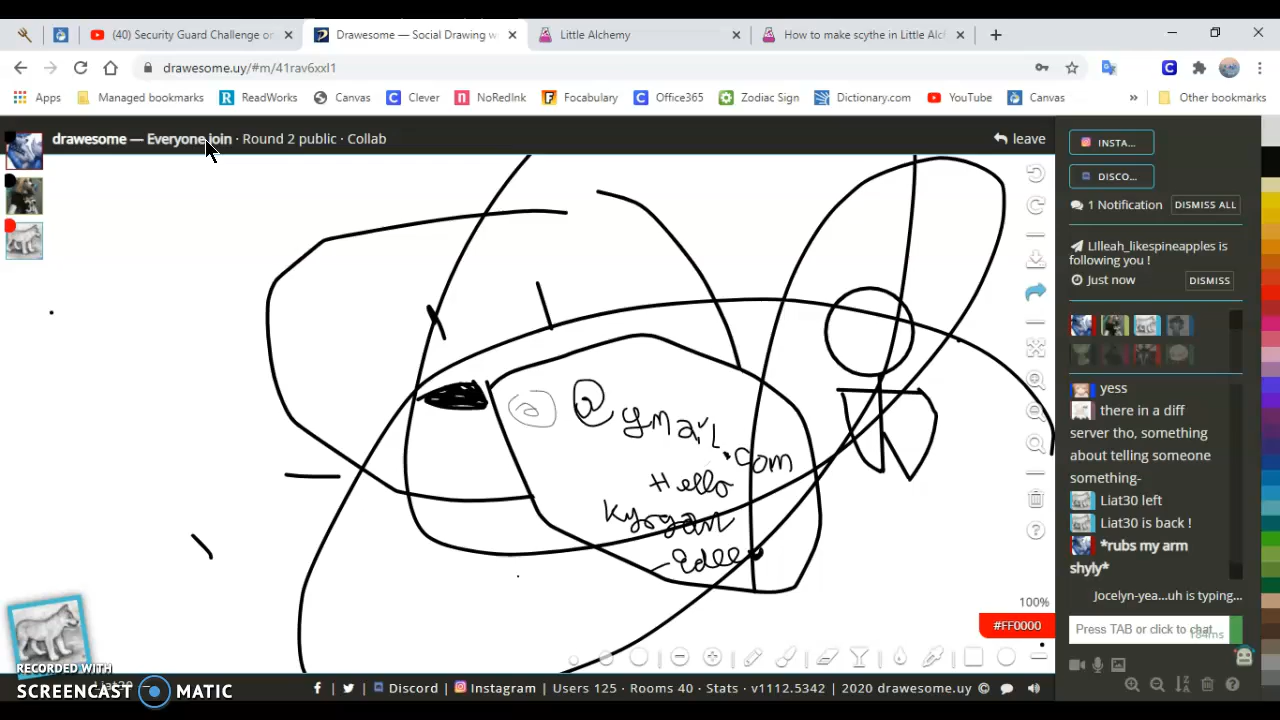 (40) Security Guard Challenge on
Drawesome — Social Drawing w
Little Alchemy
How to make scythe in Little Alch
drawesome.uy/#m/41rav6xxl1
Apps
Managed bookmarks
ReadWorks
Canvas
Clever
NoRedInk
Focabulary
Office365
Zodiac Sign
Dictionary.com
YouTube
Canvas
»
Other bookmarks
drawesome — Everyone join · Round 2 public · Collab
leave
INSTA...
DISCO...
1 Notification DISMISS ALL
LIlleah_likespineapples is
following you !
Just now DISMISS
yess
there in a diff
server tho, something
about telling someone
something-
Liat30 left
Liat30 is back !
*rubs my arm
shyly*
Jocelyn-yea...uh is typing...
Press TAB or click to chat
184ms
@ @ymail
.com
Hello
Kyrgan
-Edee
100%
#FF0000
RECORDED WITH
SCREENCAST MATIC
Discord | Instagram | Users 125 · Rooms 40 · Stats · v1112.5342 | 2020 drawesome.uy ©